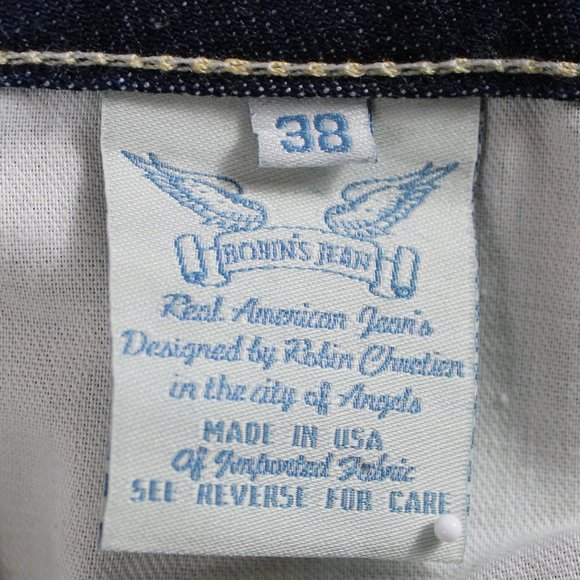 38
ROBIN'S JEAN
Real American Jean's
Designed by Robin Chretien
in the city of Angels
MADE IN USA
Of Imported Fabric
SEE REVERSE FOR CARE